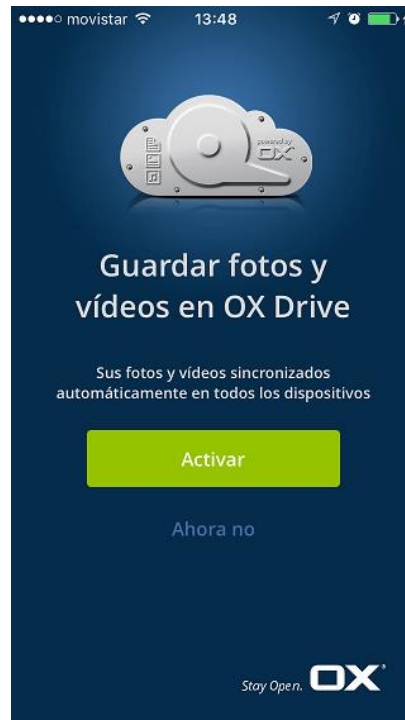 movistar 13:48
powered by
OX
Guardar fotos y
vídeos en OX Drive
Sus fotos y vídeos sincronizados
automáticamente en todos los dispositivos
Activar
Ahora no
Stay Open. OX